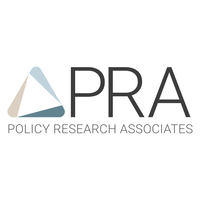 PRA
POLICY RESEARCH ASSOCIATES